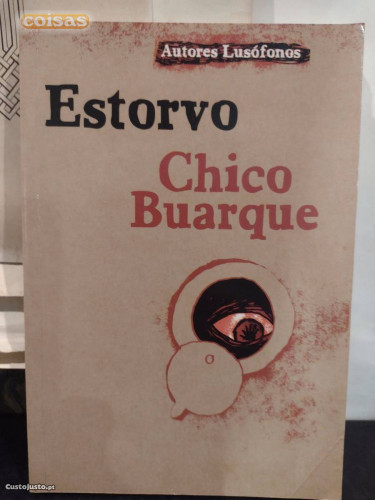 coisas
Autores Lusófonos
Estorvo
Chico
Buarque
CustoJusto.pt